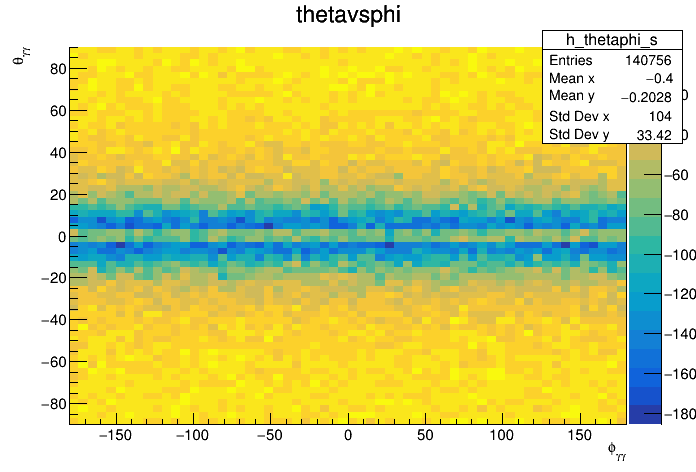 thetavsphi
h_thetaphi_s
Entries 140756
Mean x −0.4
Mean y −0.2028
Std Dev x 104
Std Dev y 33.42
θγγ
80
60
40
20
0
−20
−40
−60
−80
−150 −100 −50 0 50 100 150
ϕγγ
0
0
−60
−80
−100
−120
−140
−160
−180